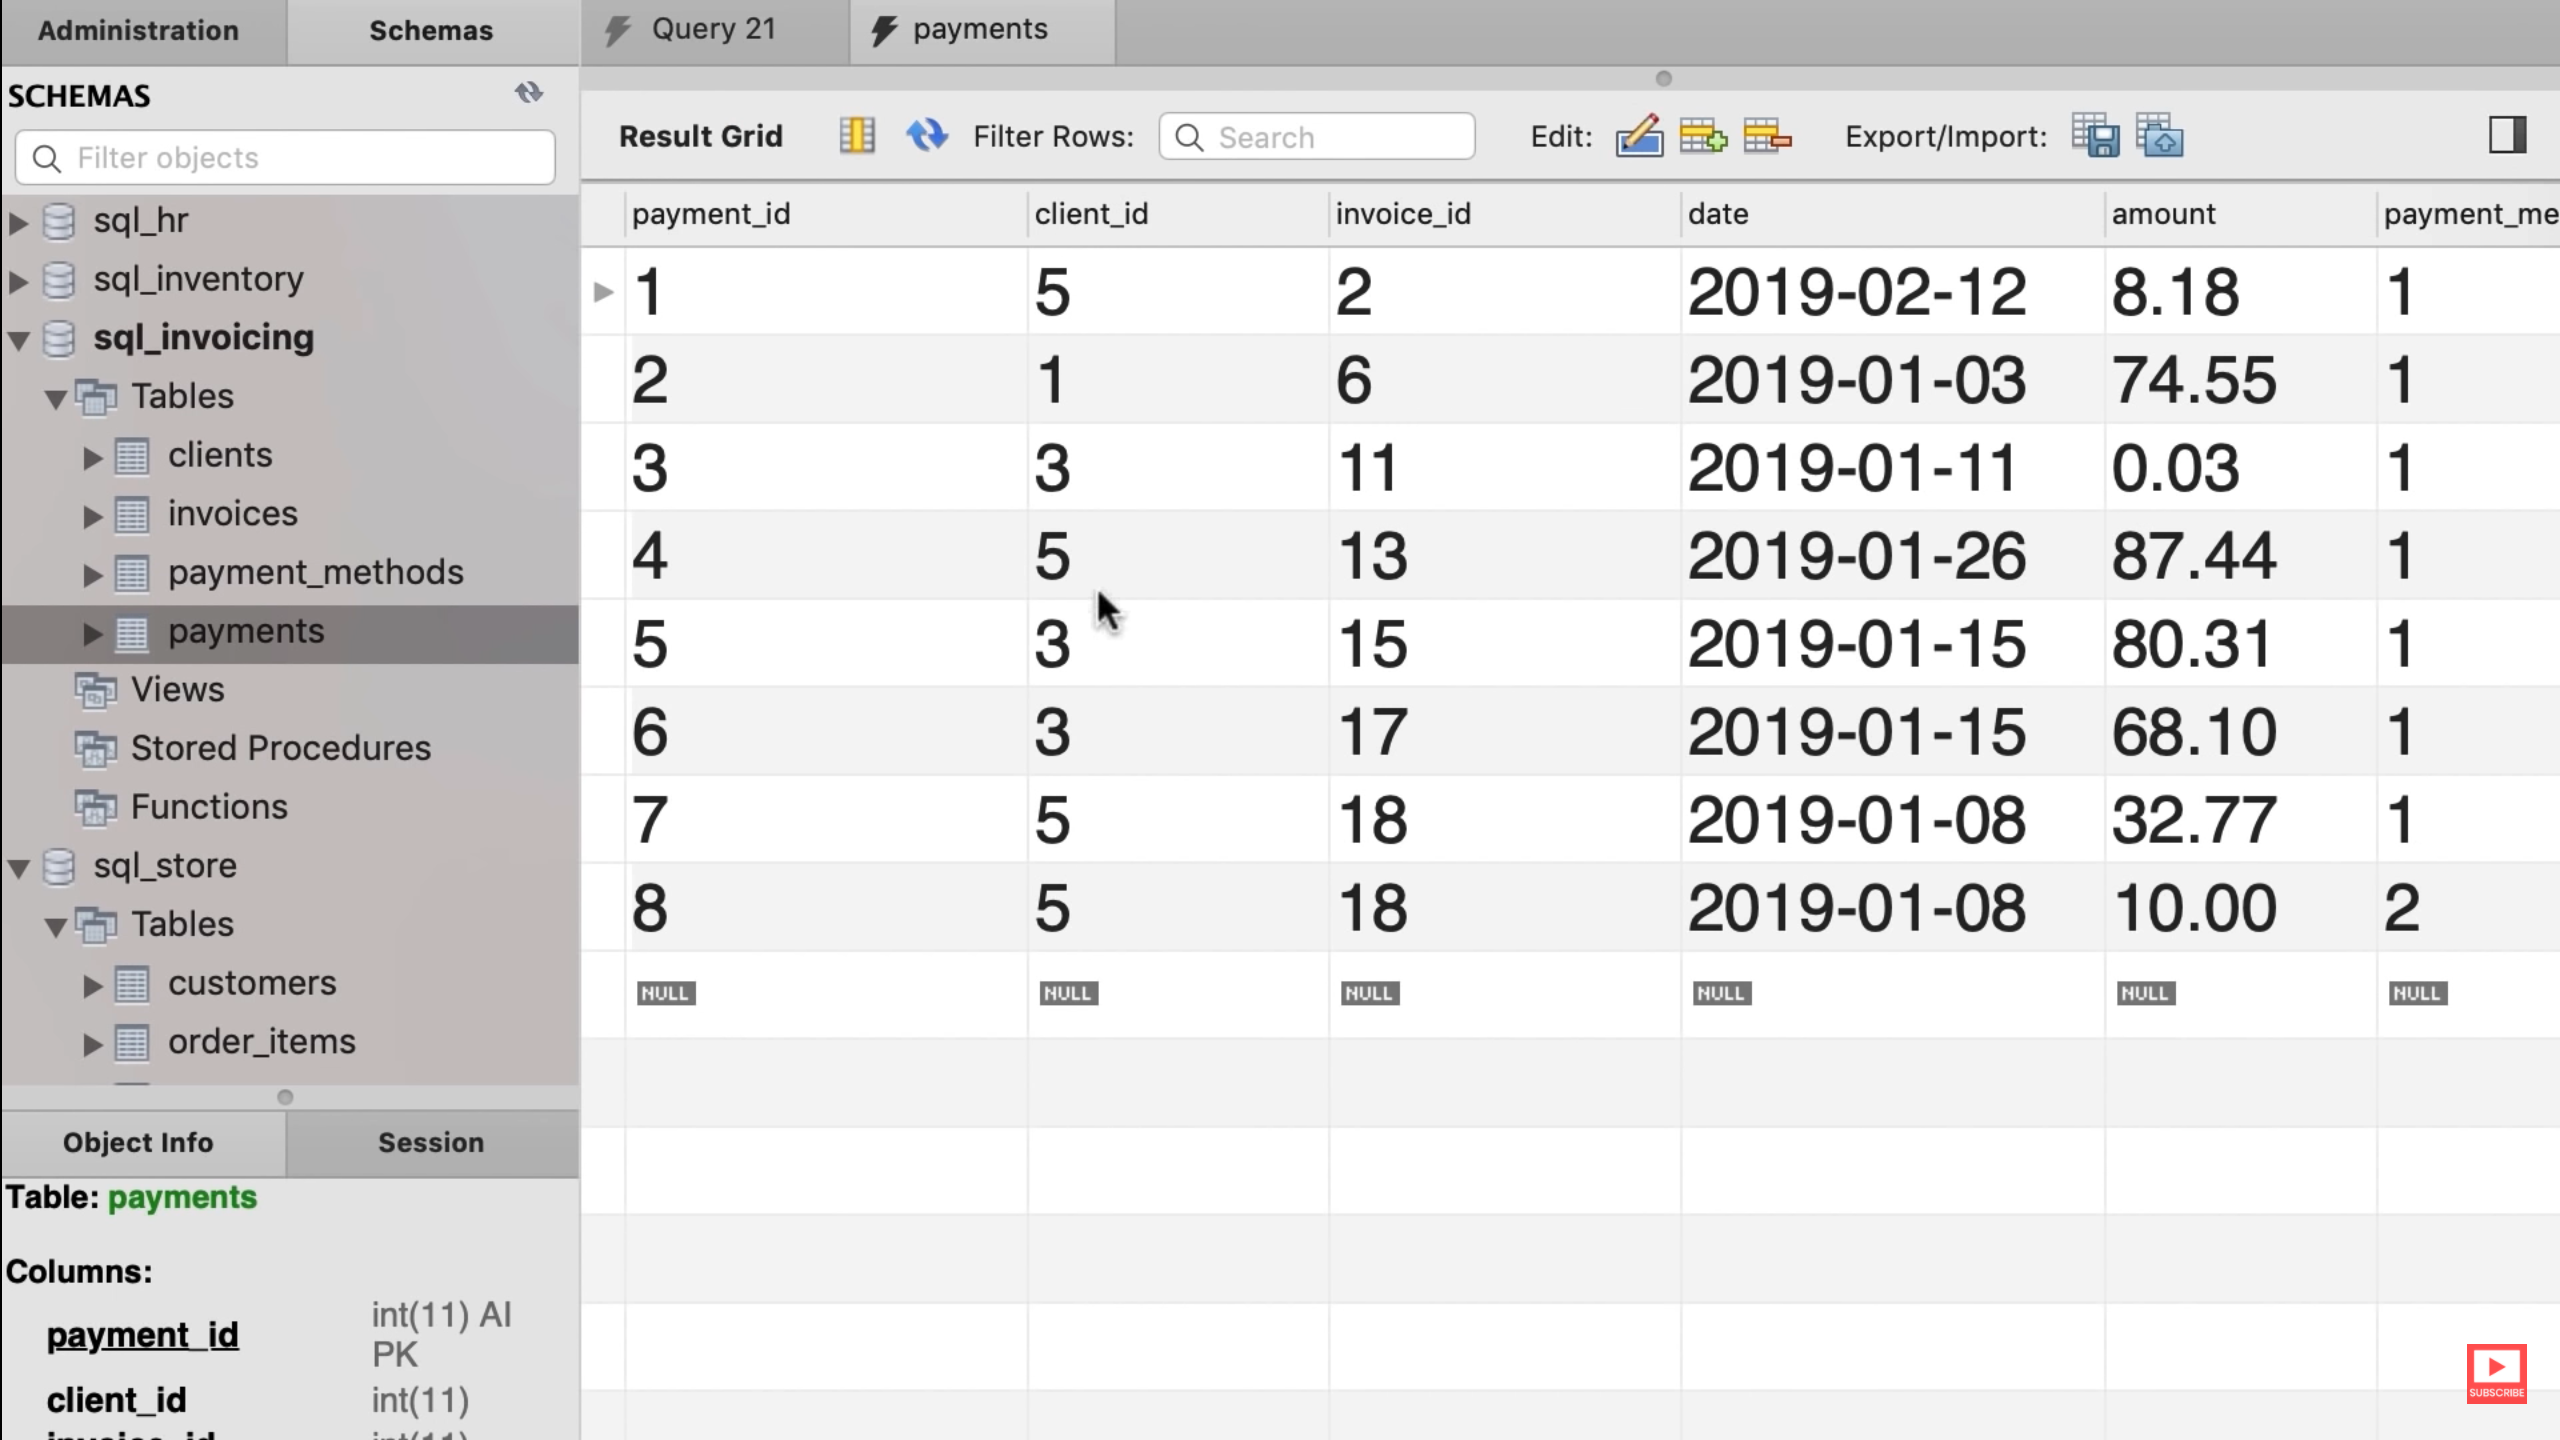 Administration Schemas
SCHEMAS
Filter objects
sql_hr
sql_inventory
sql_invoicing
Tables
clients
invoices
payment_methods
payments
Views
Stored Procedures
Functions
sql_store
Tables
customers
order_items
Object Info Session
Table: payments
Columns:
payment_id int(11) AI
PK
client_id int(11)
Query 21 payments
Result Grid Filter Rows: Search Edit: Export/Import:
payment_id client_id invoice_id date amount payment_me
1 5 2 2019-02-12 8.18 1
2 1 6 2019-01-03 74.55 1
3 3 11 2019-01-11 0.03 1
4 5 13 2019-01-26 87.44 1
5 3 15 2019-01-15 80.31 1
6 3 17 2019-01-15 68.10 1
7 5 18 2019-01-08 32.77 1
8 5 18 2019-01-08 10.00 2
NULL NULL NULL NULL NULL NULL
SUBSCRIBE